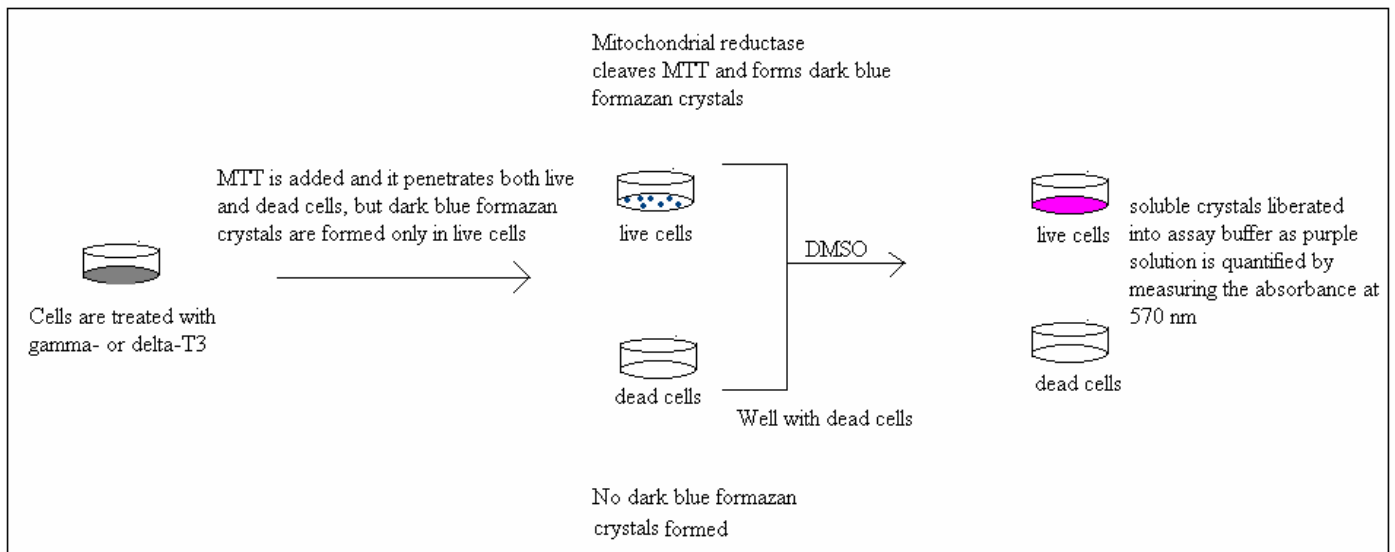 Mitochondrial reductase
cleaves MTT and forms dark blue
formazan crystals
MTT is added and it penetrates both live
and dead cells, but dark blue formazan
crystals are formed only in live cells
Cells are treated with
gamma- or delta-T3
live cells
dead cells
DMSO
Well with dead cells
No dark blue formazan
crystals formed
live cells
soluble crystals liberated
into assay buffer as purple
solution is quantified by
measuring the absorbance at
570 nm
dead cells